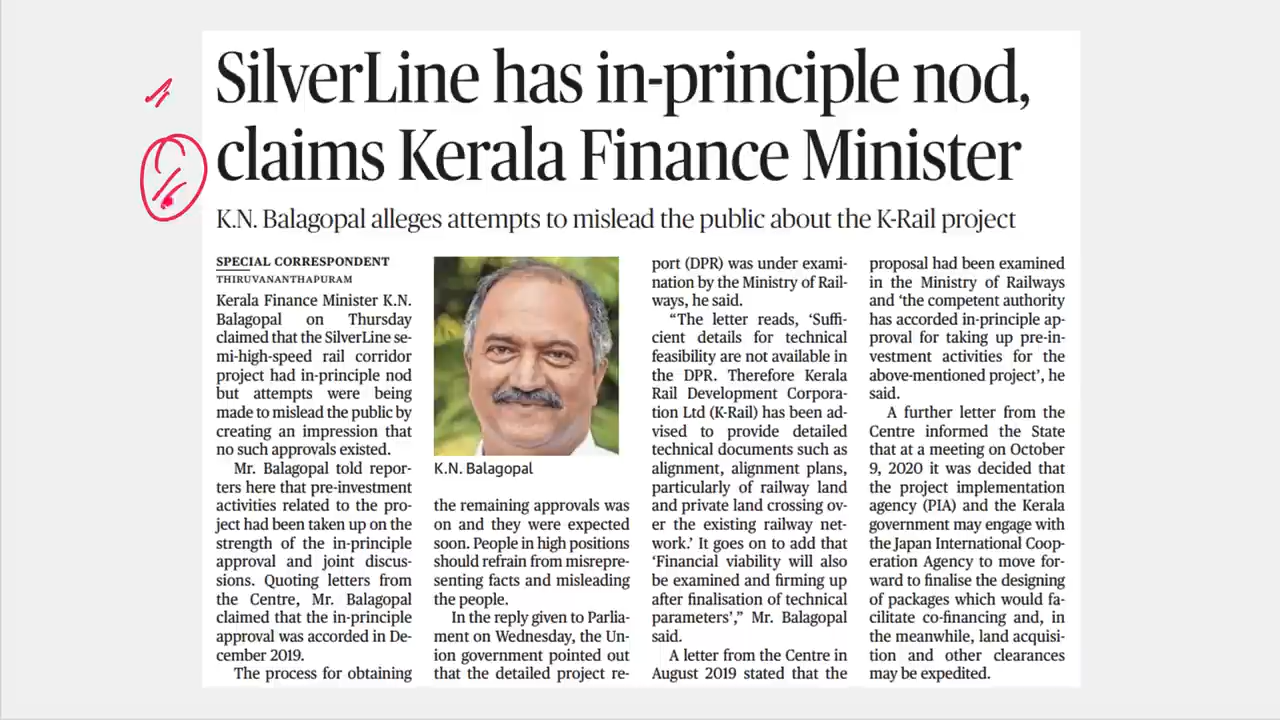 SilverLine has in-principle nod,
claims Kerala Finance Minister
K.N. Balagopal alleges attempts to mislead the public about the K-Rail project
SPECIAL CORRESPONDENT
THIRUVANANTHAPURAM
Kerala Finance Minister K.N.
Balagopal on Thursday
claimed that the SilverLine se-
mi-high-speed rail corridor
project had in-principle nod
but attempts were being
made to mislead the public by
creating an impression that
no such approvals existed.
Mr. Balagopal told repor-
ters here that pre-investment
activities related to the pro-
ject had been taken up on the
strength of the in-principle
approval and joint discus-
sions. Quoting letters from
the Centre, Mr. Balagopal
claimed that the in-principle
approval was accorded in De-
cember 2019.
The process for obtaining
K.N. Balagopal
the remaining approvals was
on and they were expected
soon. People in high positions
should refrain from misrepre-
senting facts and misleading
the people.
In the reply given to Parlia-
ment on Wednesday, the Un-
ion government pointed out
that the detailed project re-
port (DPR) was under exami-
nation by the Ministry of Rail-
ways, he said.
“The letter reads, ‘Suffi-
cient details for technical
feasibility are not available in
the DPR. Therefore Kerala
Rail Development Corpora-
tion Ltd (K-Rail) has been ad-
vised to provide detailed
technical documents such as
alignment, alignment plans,
particularly of railway land
and private land crossing ov-
er the existing railway net-
work.’ It goes on to add that
‘Financial viability will also
be examined and firming up
after finalisation of technical
parameters’,” Mr. Balagopal
said.
A letter from the Centre in
August 2019 stated that the
proposal had been examined
in the Ministry of Railways
and ‘the competent authority
has accorded in-principle ap-
proval for taking up pre-in-
vestment activities for the
above-mentioned project’, he
said.
A further letter from the
Centre informed the State
that at a meeting on October
9, 2020 it was decided that
the project implementation
agency (PIA) and the Kerala
government may engage with
the Japan International Coop-
eration Agency to move for-
ward to finalise the designing
of packages which would fa-
cilitate co-financing and, in
the meanwhile, land acquisi-
tion and other clearances
may be expedited.